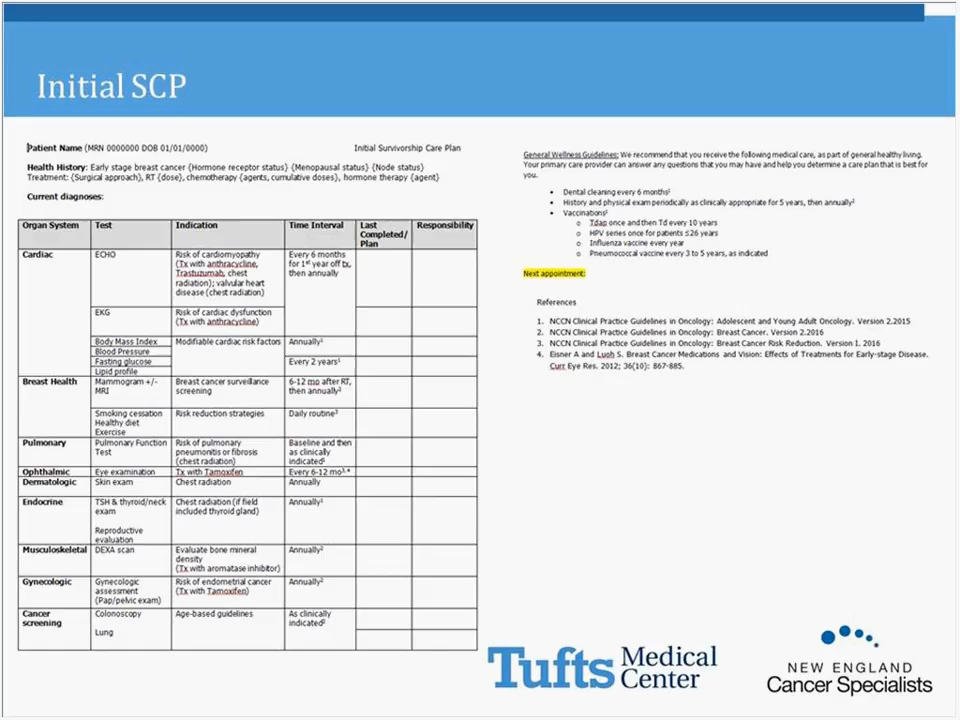 Initial SCP
Patient Name (MRN 0000000 DOB 01/01/0000) Initial Survivorship Care Plan
Health History: Early stage breast cancer {Hormone receptor status} {Menopausal status} {Node status}
Treatment: {Surgical approach}, RT {dose}, chemotherapy {agents, cumulative doses}, hormone therapy {agent}
Current diagnoses:
Organ System Test Indication Time Interval Last Completed/ Plan Responsibility
Cardiac ECHO Risk of cardiomyopathy (Tx with anthracycline, Trastuzumab, chest radiation); valvular heart disease (chest radiation) Every 6 months for 1st year off tx, then annually
EKG Risk of cardiac dysfunction (Tx with anthracycline)
Body Mass Index Modifiable cardiac risk factors Annually¹
Blood Pressure
Fasting glucose Every 2 years¹
Lipid profile
Breast Health Mammogram +/- MRI Breast cancer surveillance screening 6-12 mo after RT, then annually²
Smoking cessation Risk reduction strategies Daily routine³
Healthy diet
Exercise
Pulmonary Pulmonary Function Test Risk of pulmonary pneumonitis or fibrosis (chest radiation) Baseline and then as clinically indicated¹
Ophthalmic Eye examination Tx with Tamoxifen Every 6-12 mo³,⁴
Dermatologic Skin exam Chest radiation Annually
Endocrine TSH & thyroid/neck exam Chest radiation (if field included thyroid gland) Annually¹
Reproductive evaluation
Musculoskeletal DEXA scan Evaluate bone mineral density (Tx with aromatase inhibitor) Annually²
Gynecologic Gynecologic assessment (Pap/pelvic exam) Risk of endometrial cancer (Tx with Tamoxifen) Annually²
Cancer screening Colonoscopy Age-based guidelines As clinically indicated²
Lung
General Wellness Guidelines: We recommend that you receive the following medical care, as part of general healthy living.
Your primary care provider can answer any questions that you may have and help you determine a care plan that is best for
you.
• Dental cleaning every 6 months¹
• History and physical exam periodically as clinically appropriate for 5 years, then annually²
• Vaccinations¹
o Tdap once and then Td every 10 years
o HPV series once for patients ≤26 years
o Influenza vaccine every year
o Pneumococcal vaccine every 3 to 5 years, as indicated
Next appointment:
References
1. NCCN Clinical Practice Guidelines in Oncology: Adolescent and Young Adult Oncology. Version 2.2015
2. NCCN Clinical Practice Guidelines in Oncology: Breast Cancer. Version 2.2016
3. NCCN Clinical Practice Guidelines in Oncology: Breast Cancer Risk Reduction. Version 1. 2016
4. Eisner A and Luoh S. Breast Cancer Medications and Vision: Effects of Treatments for Early-stage Disease.
Curr Eye Res. 2012; 36(10): 867-885.
Tufts Medical Center
NEW ENGLAND
Cancer Specialists